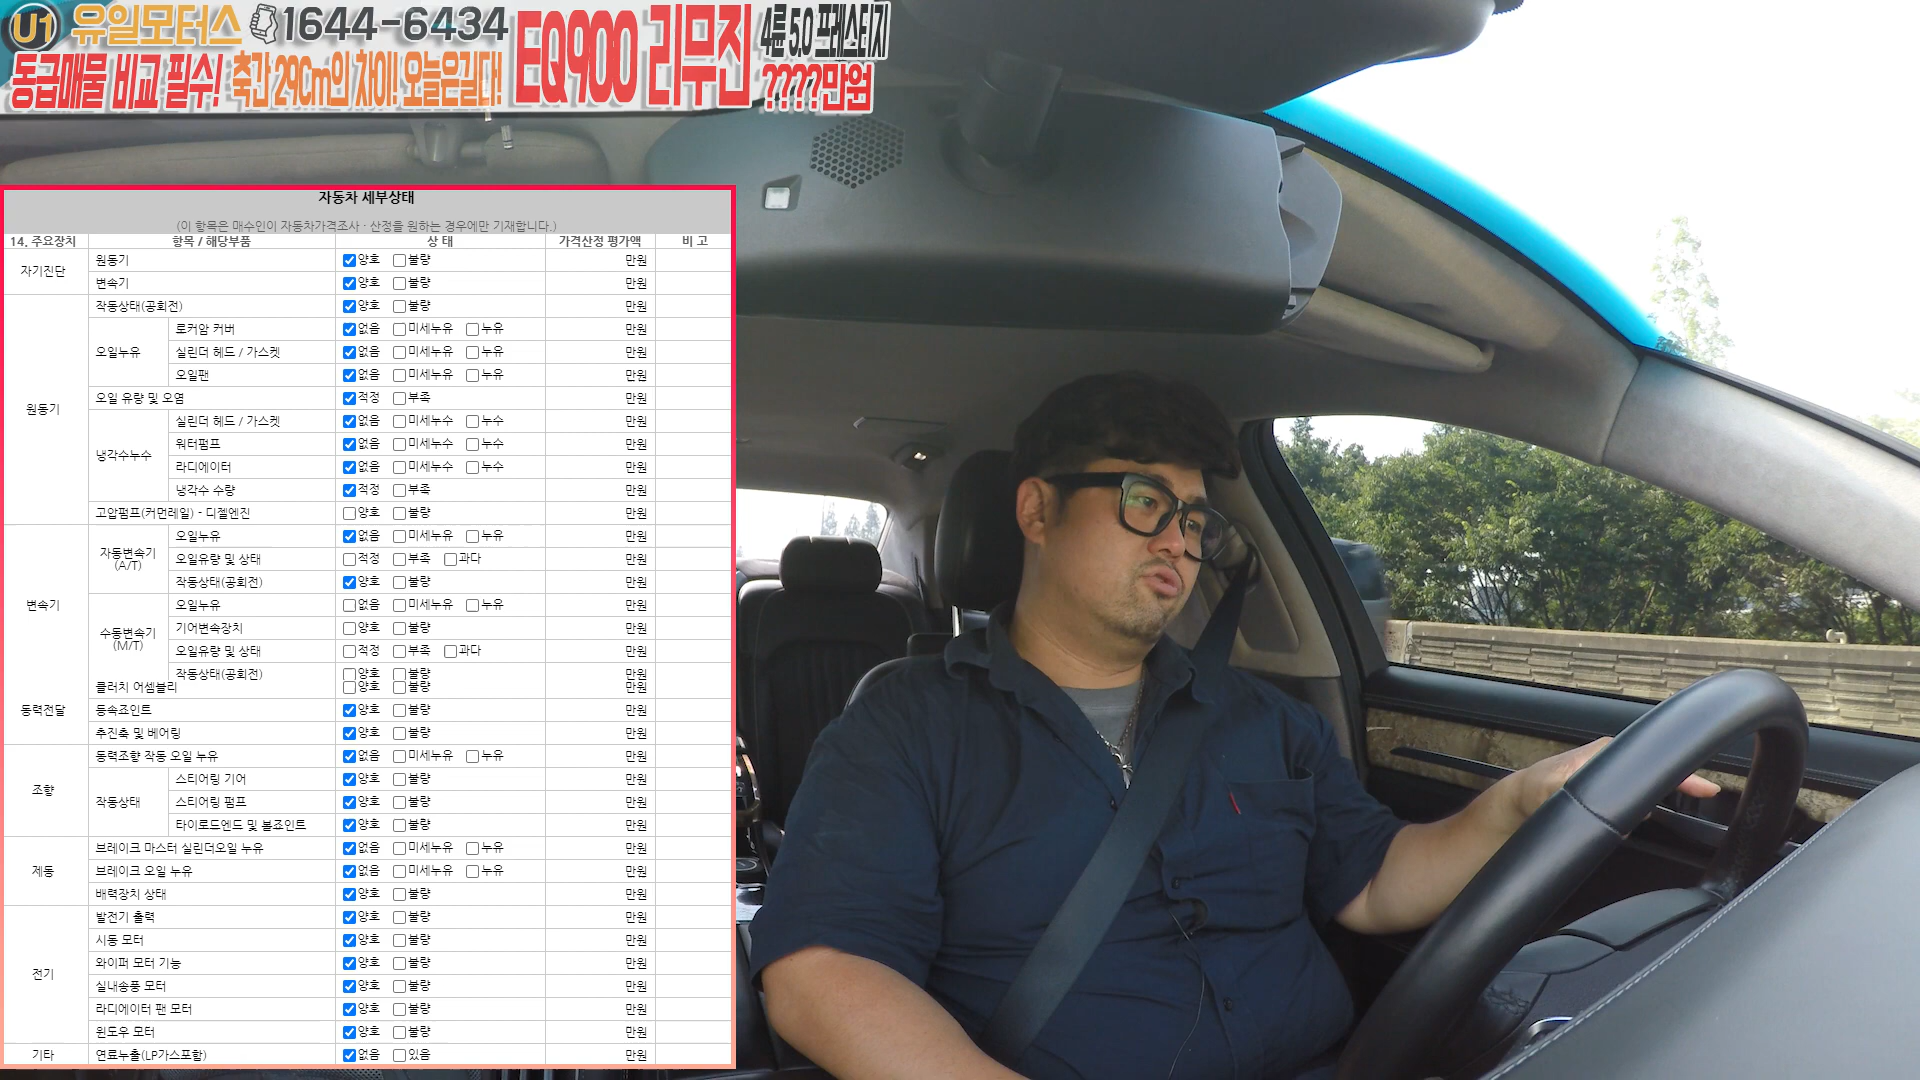 U1 유일모터스 1644-6434
동급매물 비교 필수! 축간 29Cm의 차이! 오늘은길다!
EQ900 리무진
4륜 5.0 프레스티지
????만원
자동차 세부상태
(이 항목은 매수인이 자동차가격조사 · 산정을 원하는 경우에만 기재합니다.)
14. 주요장치 항목 / 해당부품 상 태 가격산정 평가액 비 고
자기진단 원동기 양호 불량 만원
변속기 양호 불량 만원
원동기 작동상태(공회전) 양호 불량 만원
오일누유 로커암 커버 없음 미세누유 누유 만원
실린더 헤드 / 가스켓 없음 미세누유 누유 만원
오일팬 없음 미세누유 누유 만원
오일 유량 및 오염 적정 부족 만원
냉각수누수 실린더 헤드 / 가스켓 없음 미세누수 누수 만원
워터펌프 없음 미세누수 누수 만원
라디에이터 없음 미세누수 누수 만원
냉각수 수량 적정 부족 만원
고압펌프(커먼레일) - 디젤엔진 양호 불량 만원
변속기 자동변속기 (A/T) 오일누유 없음 미세누유 누유 만원
오일유량 및 상태 적정 부족 과다 만원
작동상태(공회전) 양호 불량 만원
수동변속기 (M/T) 오일누유 없음 미세누유 누유 만원
기어변속장치 양호 불량 만원
오일유량 및 상태 적정 부족 과다 만원
작동상태(공회전) 양호 불량 만원
동력전달 클러치 어셈블리 양호 불량 만원
등속죠인트 양호 불량 만원
추진축 및 베어링 양호 불량 만원
조향 동력조향 작동 오일 누유 없음 미세누유 누유 만원
작동상태 스티어링 기어 양호 불량 만원
스티어링 펌프 양호 불량 만원
타이로드엔드 및 볼죠인트 양호 불량 만원
제동 브레이크 마스터 실린더오일 누유 없음 미세누유 누유 만원
브레이크 오일 누유 없음 미세누유 누유 만원
배력장치 상태 양호 불량 만원
전기 발전기 출력 양호 불량 만원
시동 모터 양호 불량 만원
와이퍼 모터 기능 양호 불량 만원
실내송풍 모터 양호 불량 만원
라디에이터 팬 모터 양호 불량 만원
윈도우 모터 양호 불량 만원
기타 연료누출(LP가스포함) 없음 있음 만원